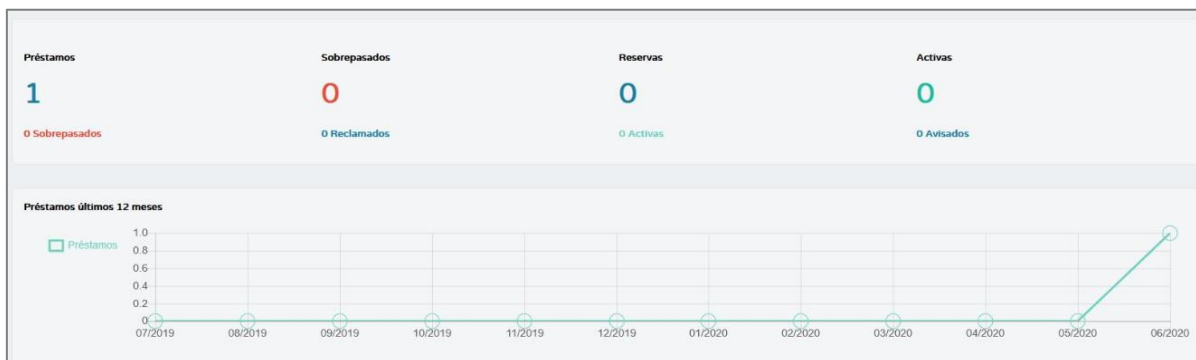 Préstamos Sobrepasados Reservas Activas
1 0 0 0
0 Sobrepasados 0 Reclamados 0 Activas 0 Avisados
Préstamos últimos 12 meses
Préstamos
1.0
0.8
0.6
0.4
0.2
0
07/2019 08/2019 09/2019 10/2019 11/2019 12/2019 01/2020 02/2020 03/2020 04/2020 05/2020 06/2020